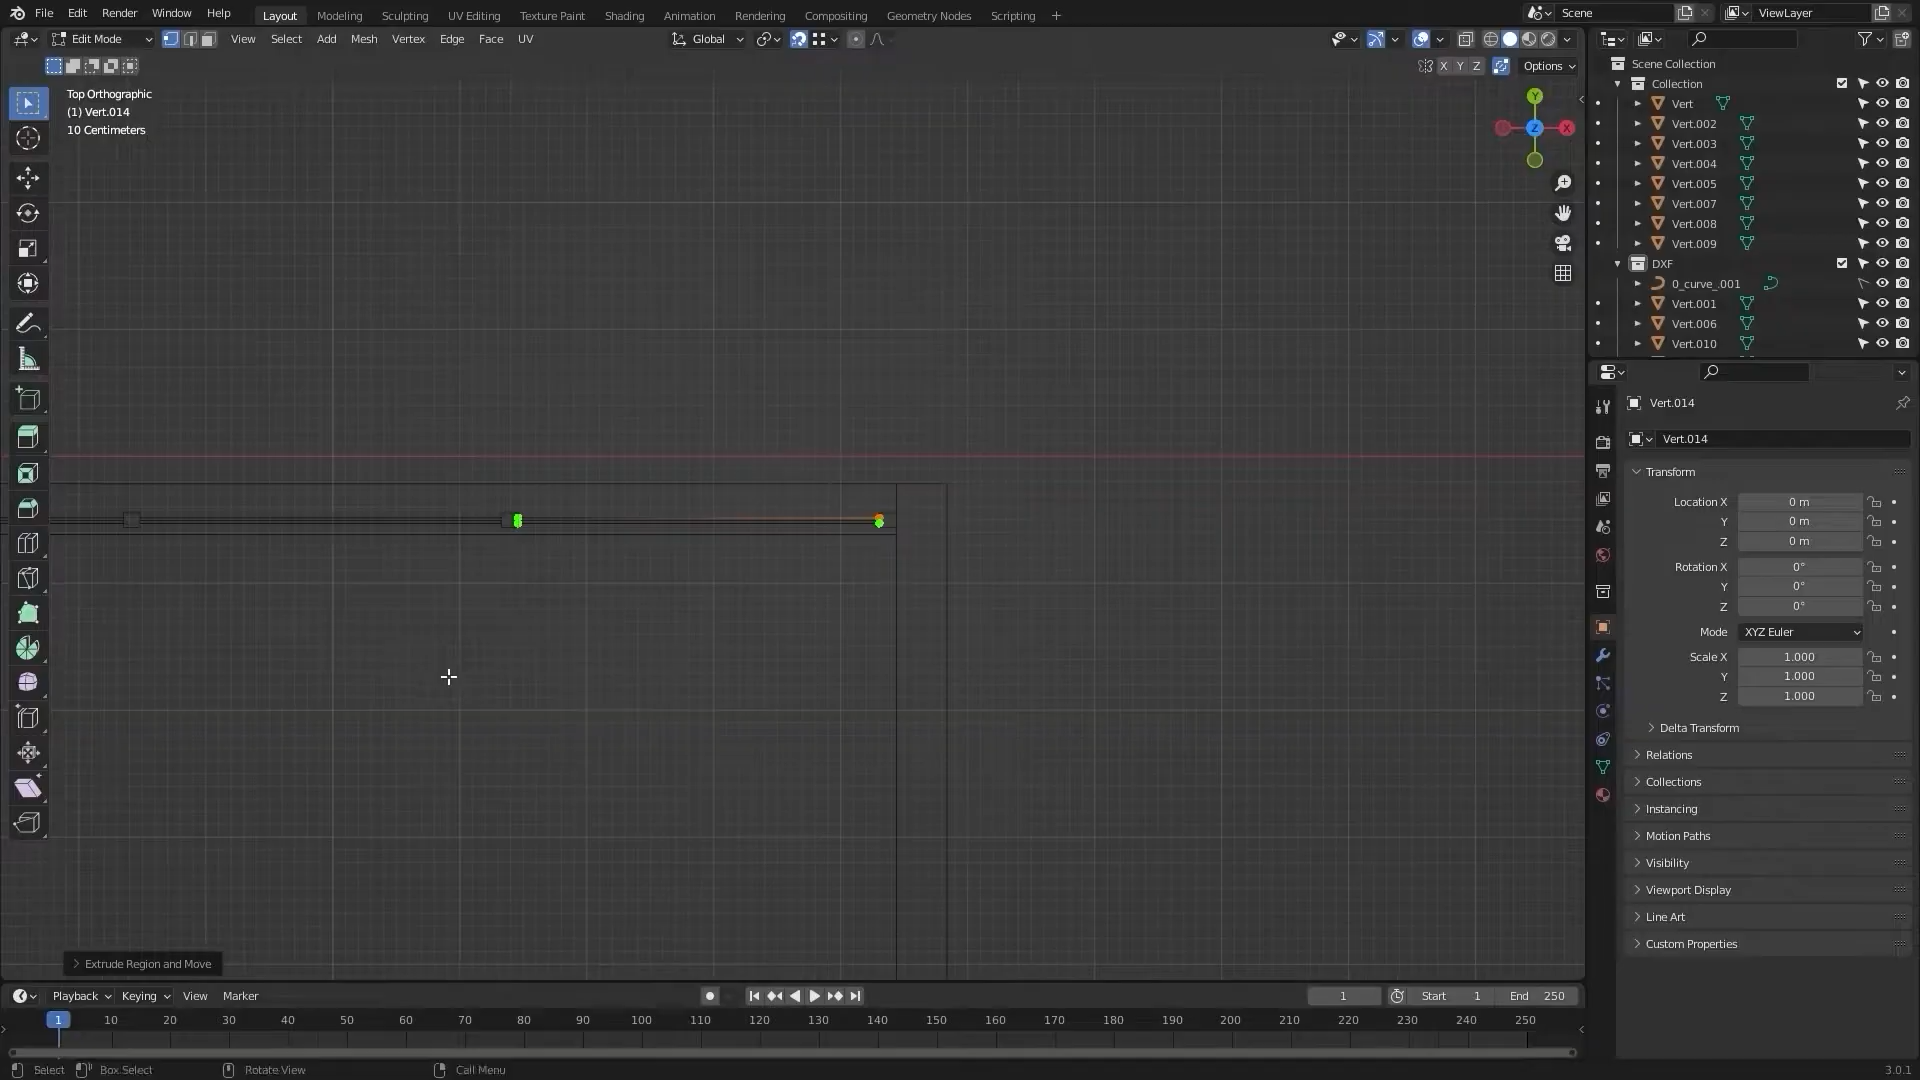 File Edit Render Window Help Layout Modeling Sculpting UV Editing Texture Paint Shading Animation Rendering Compositing Geometry Nodes Scripting + Scene ViewLayer
Edit Mode View Select Add Mesh Vertex Edge Face UV Global
X Y Z Options
Top Orthographic
(1) Vert.014
10 Centimeters
Y
Z X
Scene Collection
Collection
Vert
Vert.002
Vert.003
Vert.004
Vert.005
Vert.007
Vert.008
Vert.009
DXF
0_curve_.001
Vert.001
Vert.006
Vert.010
Vert.014
Vert.014
Transform
Location X 0 m
Y 0 m
Z 0 m
Rotation X 0°
Y 0°
Z 0°
Mode XYZ Euler
Scale X 1.000
Y 1.000
Z 1.000
Delta Transform
Relations
Collections
Instancing
Motion Paths
Visibility
Viewport Display
Line Art
Custom Properties
Extrude Region and Move
Playback Keying View Marker 1 Start 1 End 250
1 10 20 30 40 50 60 70 80 90 100 110 120 130 140 150 160 170 180 190 200 210 220 230 240 250
Select Box Select Rotate View Call Menu 3.0.1